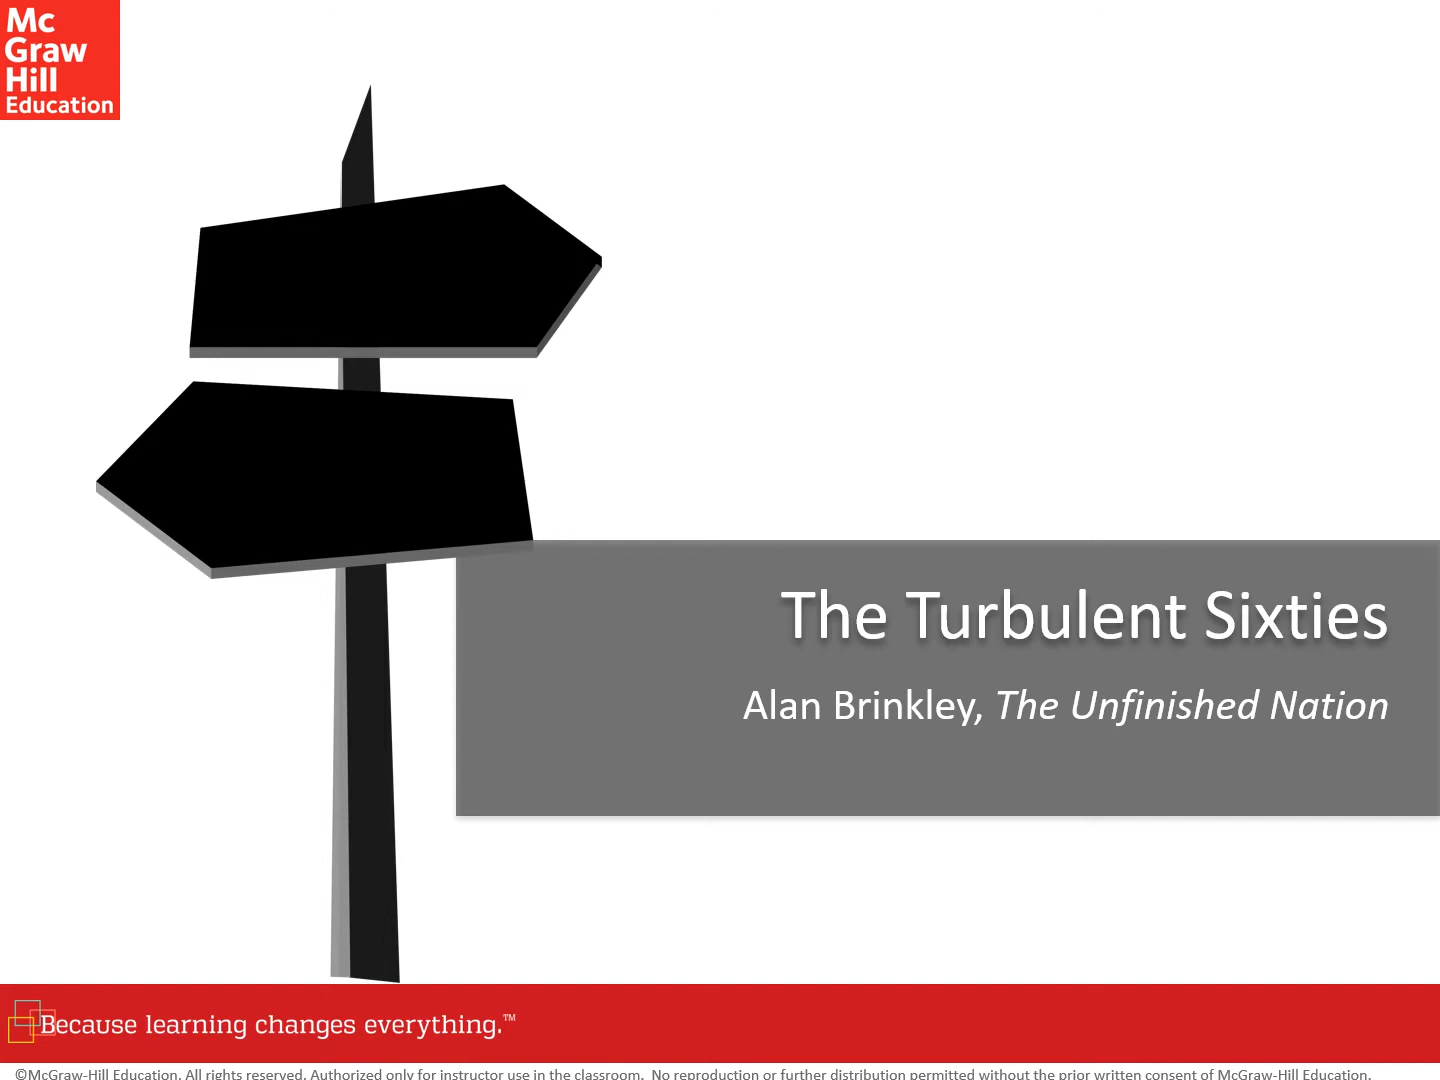 Mc
Graw
Hill
Education
The Turbulent Sixties
Alan Brinkley, The Unfinished Nation
Because learning changes everything.™
©McGraw-Hill Education. All rights reserved. Authorized only for instructor use in the classroom.  No reproduction or further distribution permitted without the prior written consent of McGraw-Hill Education.